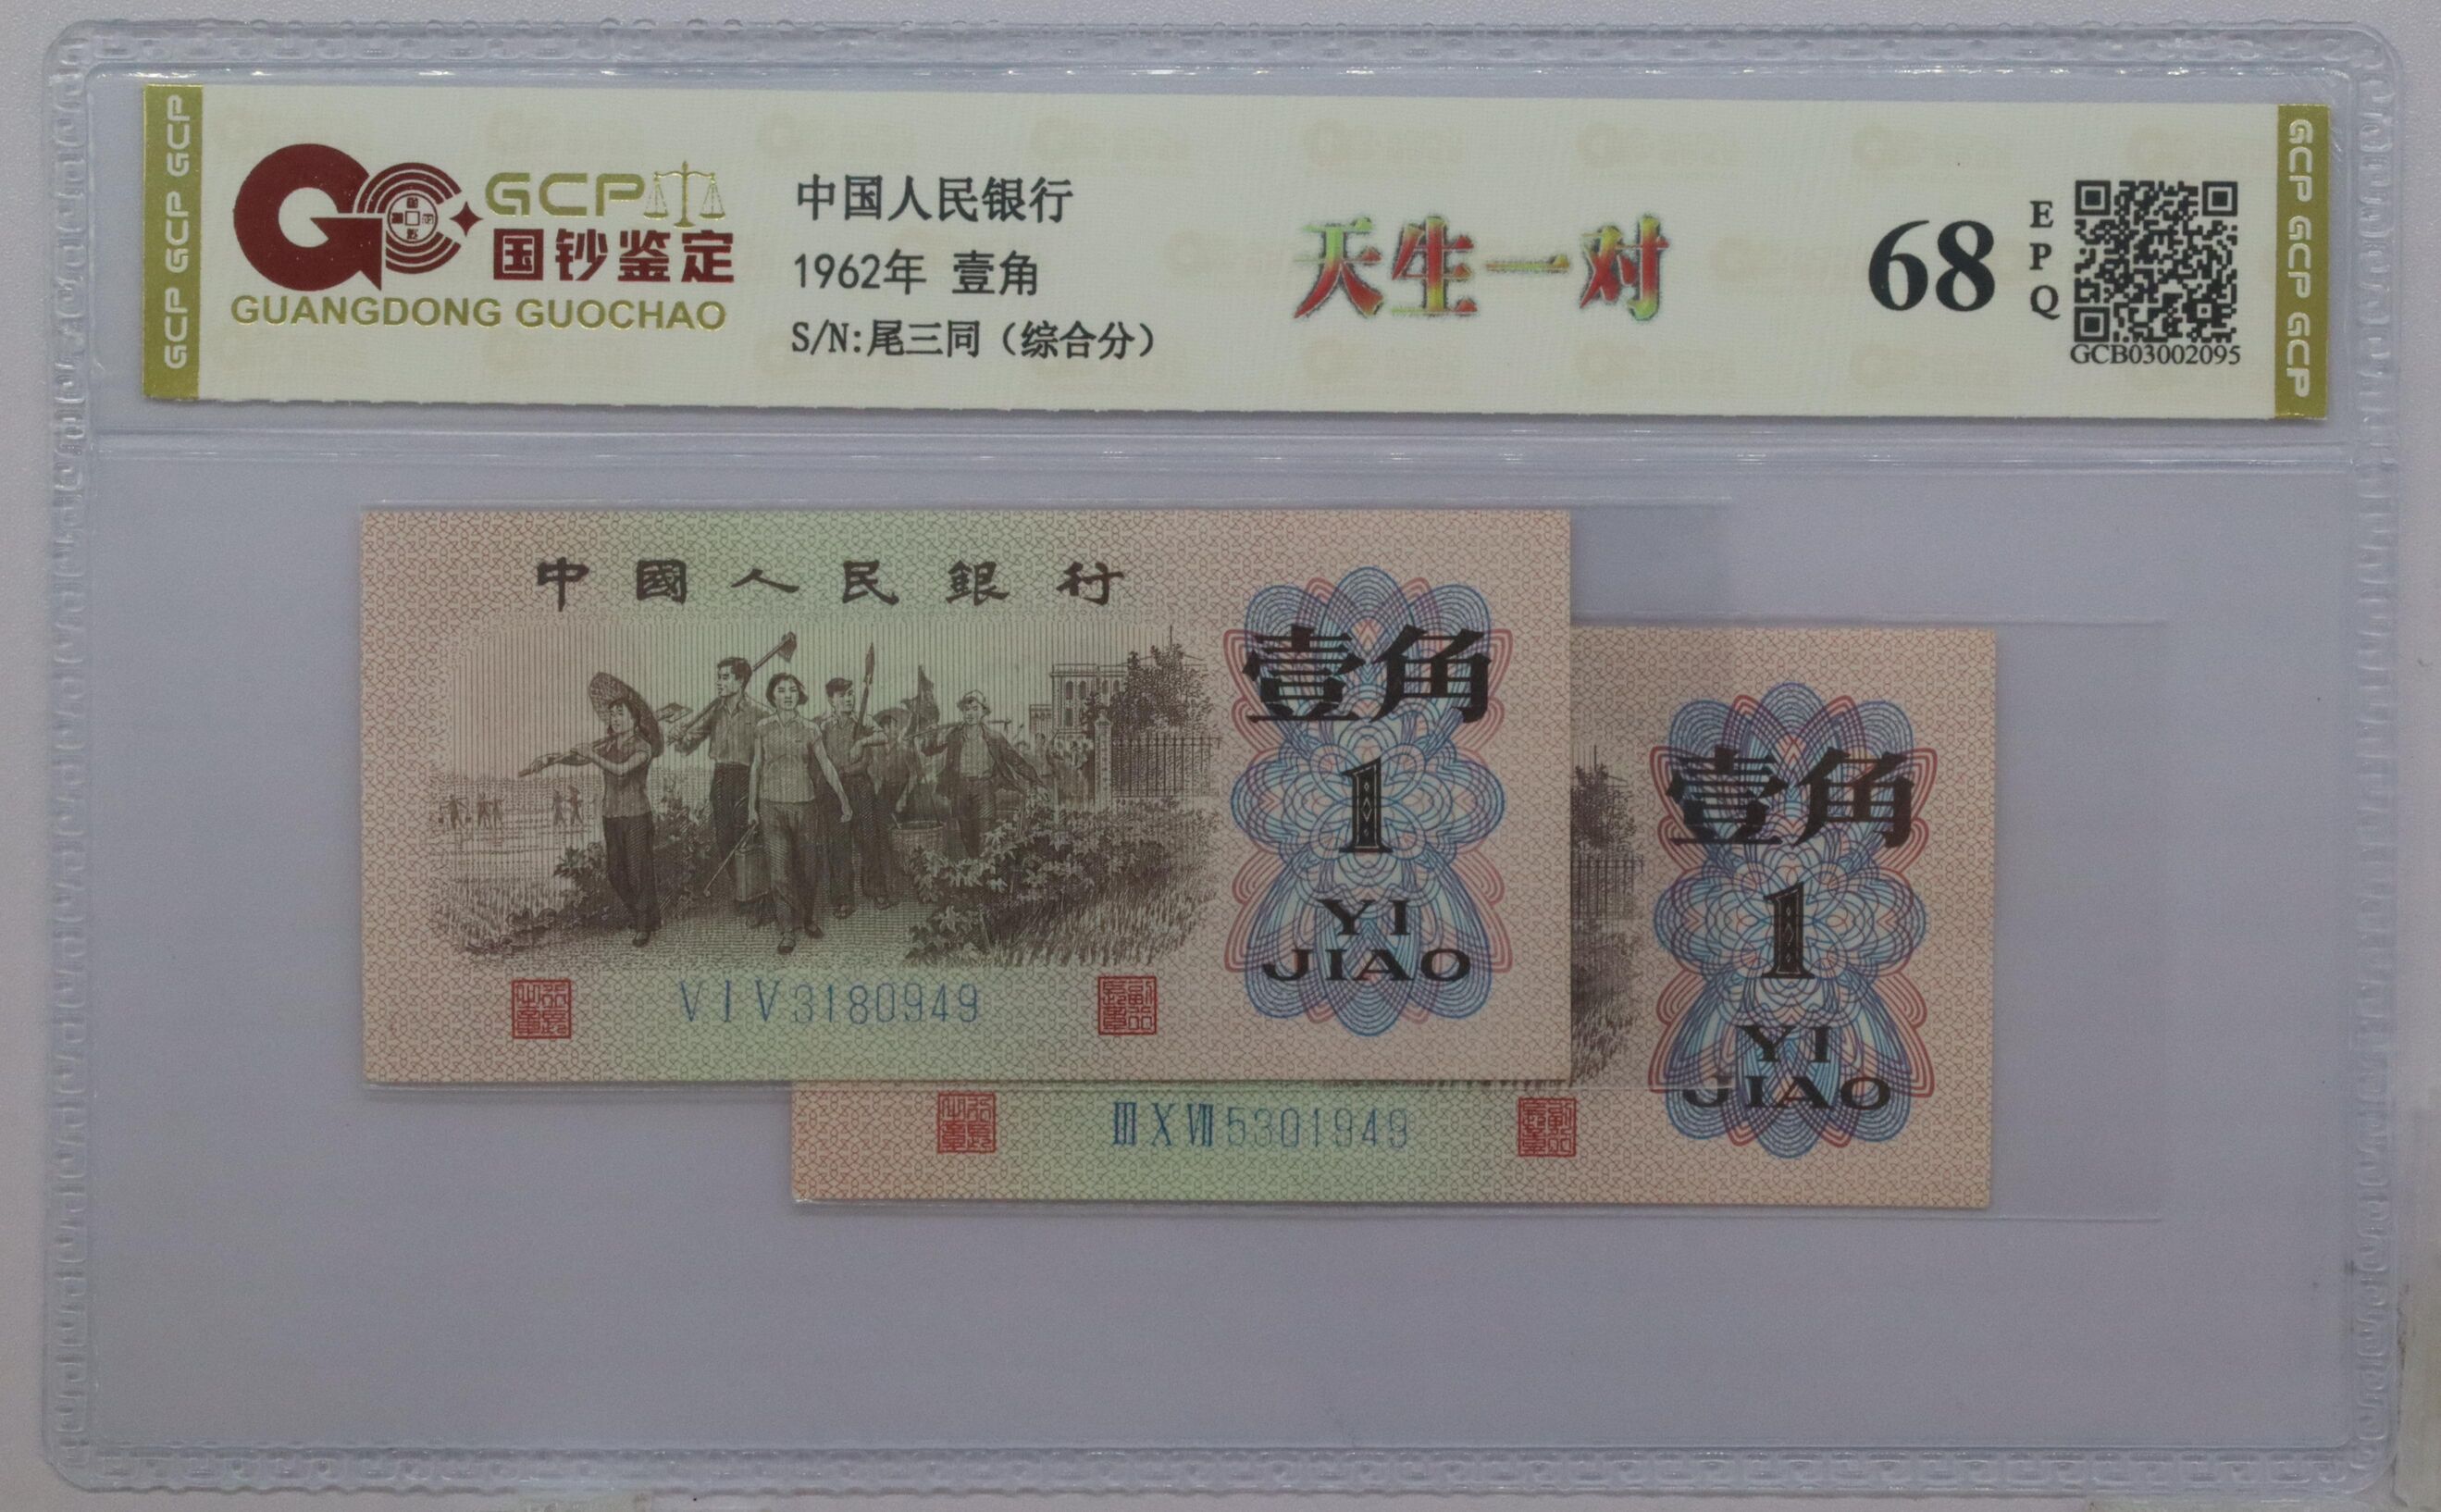 GCP GCP GCP
GCP
国钞鉴定
GUANGDONG GUOCHAO
中国人民银行
1962年 壹角
S/N:尾三同（综合分）
天生一对
68
EPQ
GCB03002095
GCP GCP GCP
中國人民銀行
壹角
1
YI
JIAO
V I V 3180949
壹角
1
YI
JIAO
III X VII 5301949